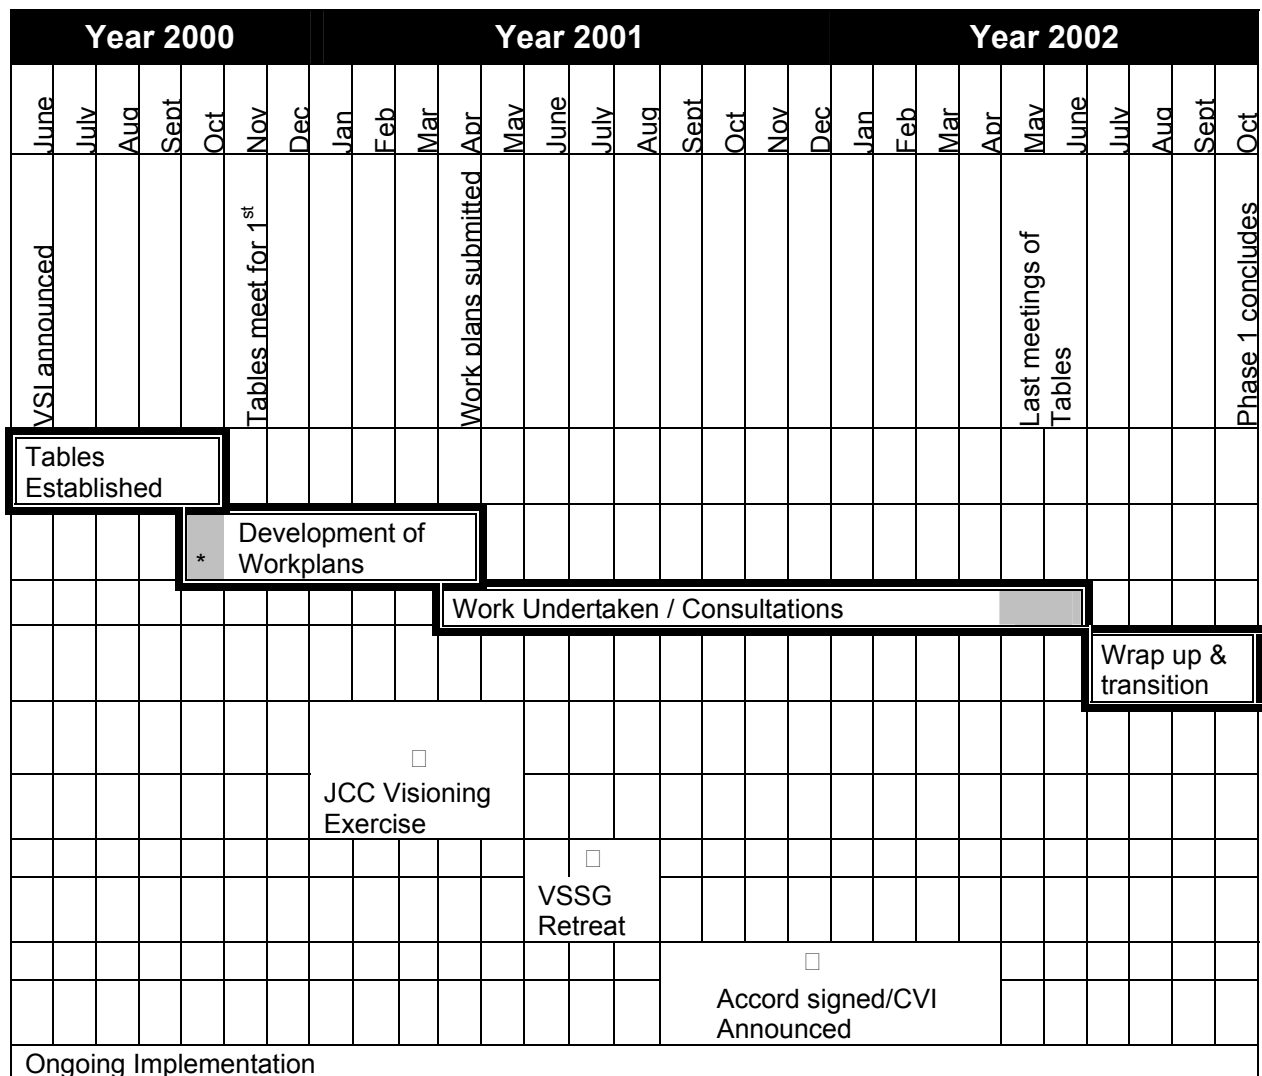 Year 2000 Year 2001 Year 2002
June July Aug Sept Oct Nov Dec Jan Feb Mar Apr May June July Aug Sept Oct Nov Dec Jan Feb Mar Apr May June July Aug Sept Oct
VSI announced
Tables meet for 1st
Work plans submitted
Last meetings of
Tables
Phase 1 concludes
Tables
Established
Development of
* Workplans
Work Undertaken / Consultations
Wrap up &
transition
JCC Visioning
Exercise
VSSG
Retreat
Accord signed/CVI
Announced
Ongoing Implementation